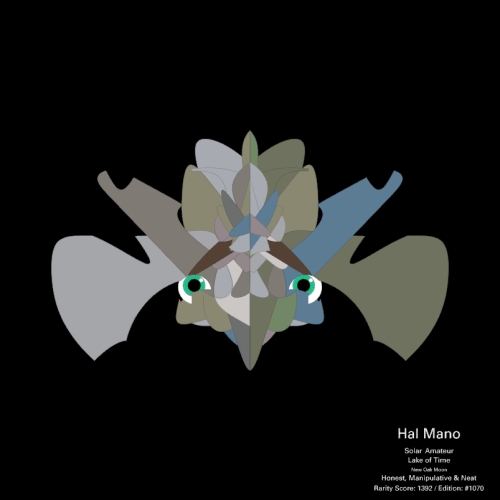 Hal Mano
Solar Amateur
Lake of Time
New Oak Moon
Honest, Manipulative & Neat
Rarity Score: 1392 / Edition: #1070